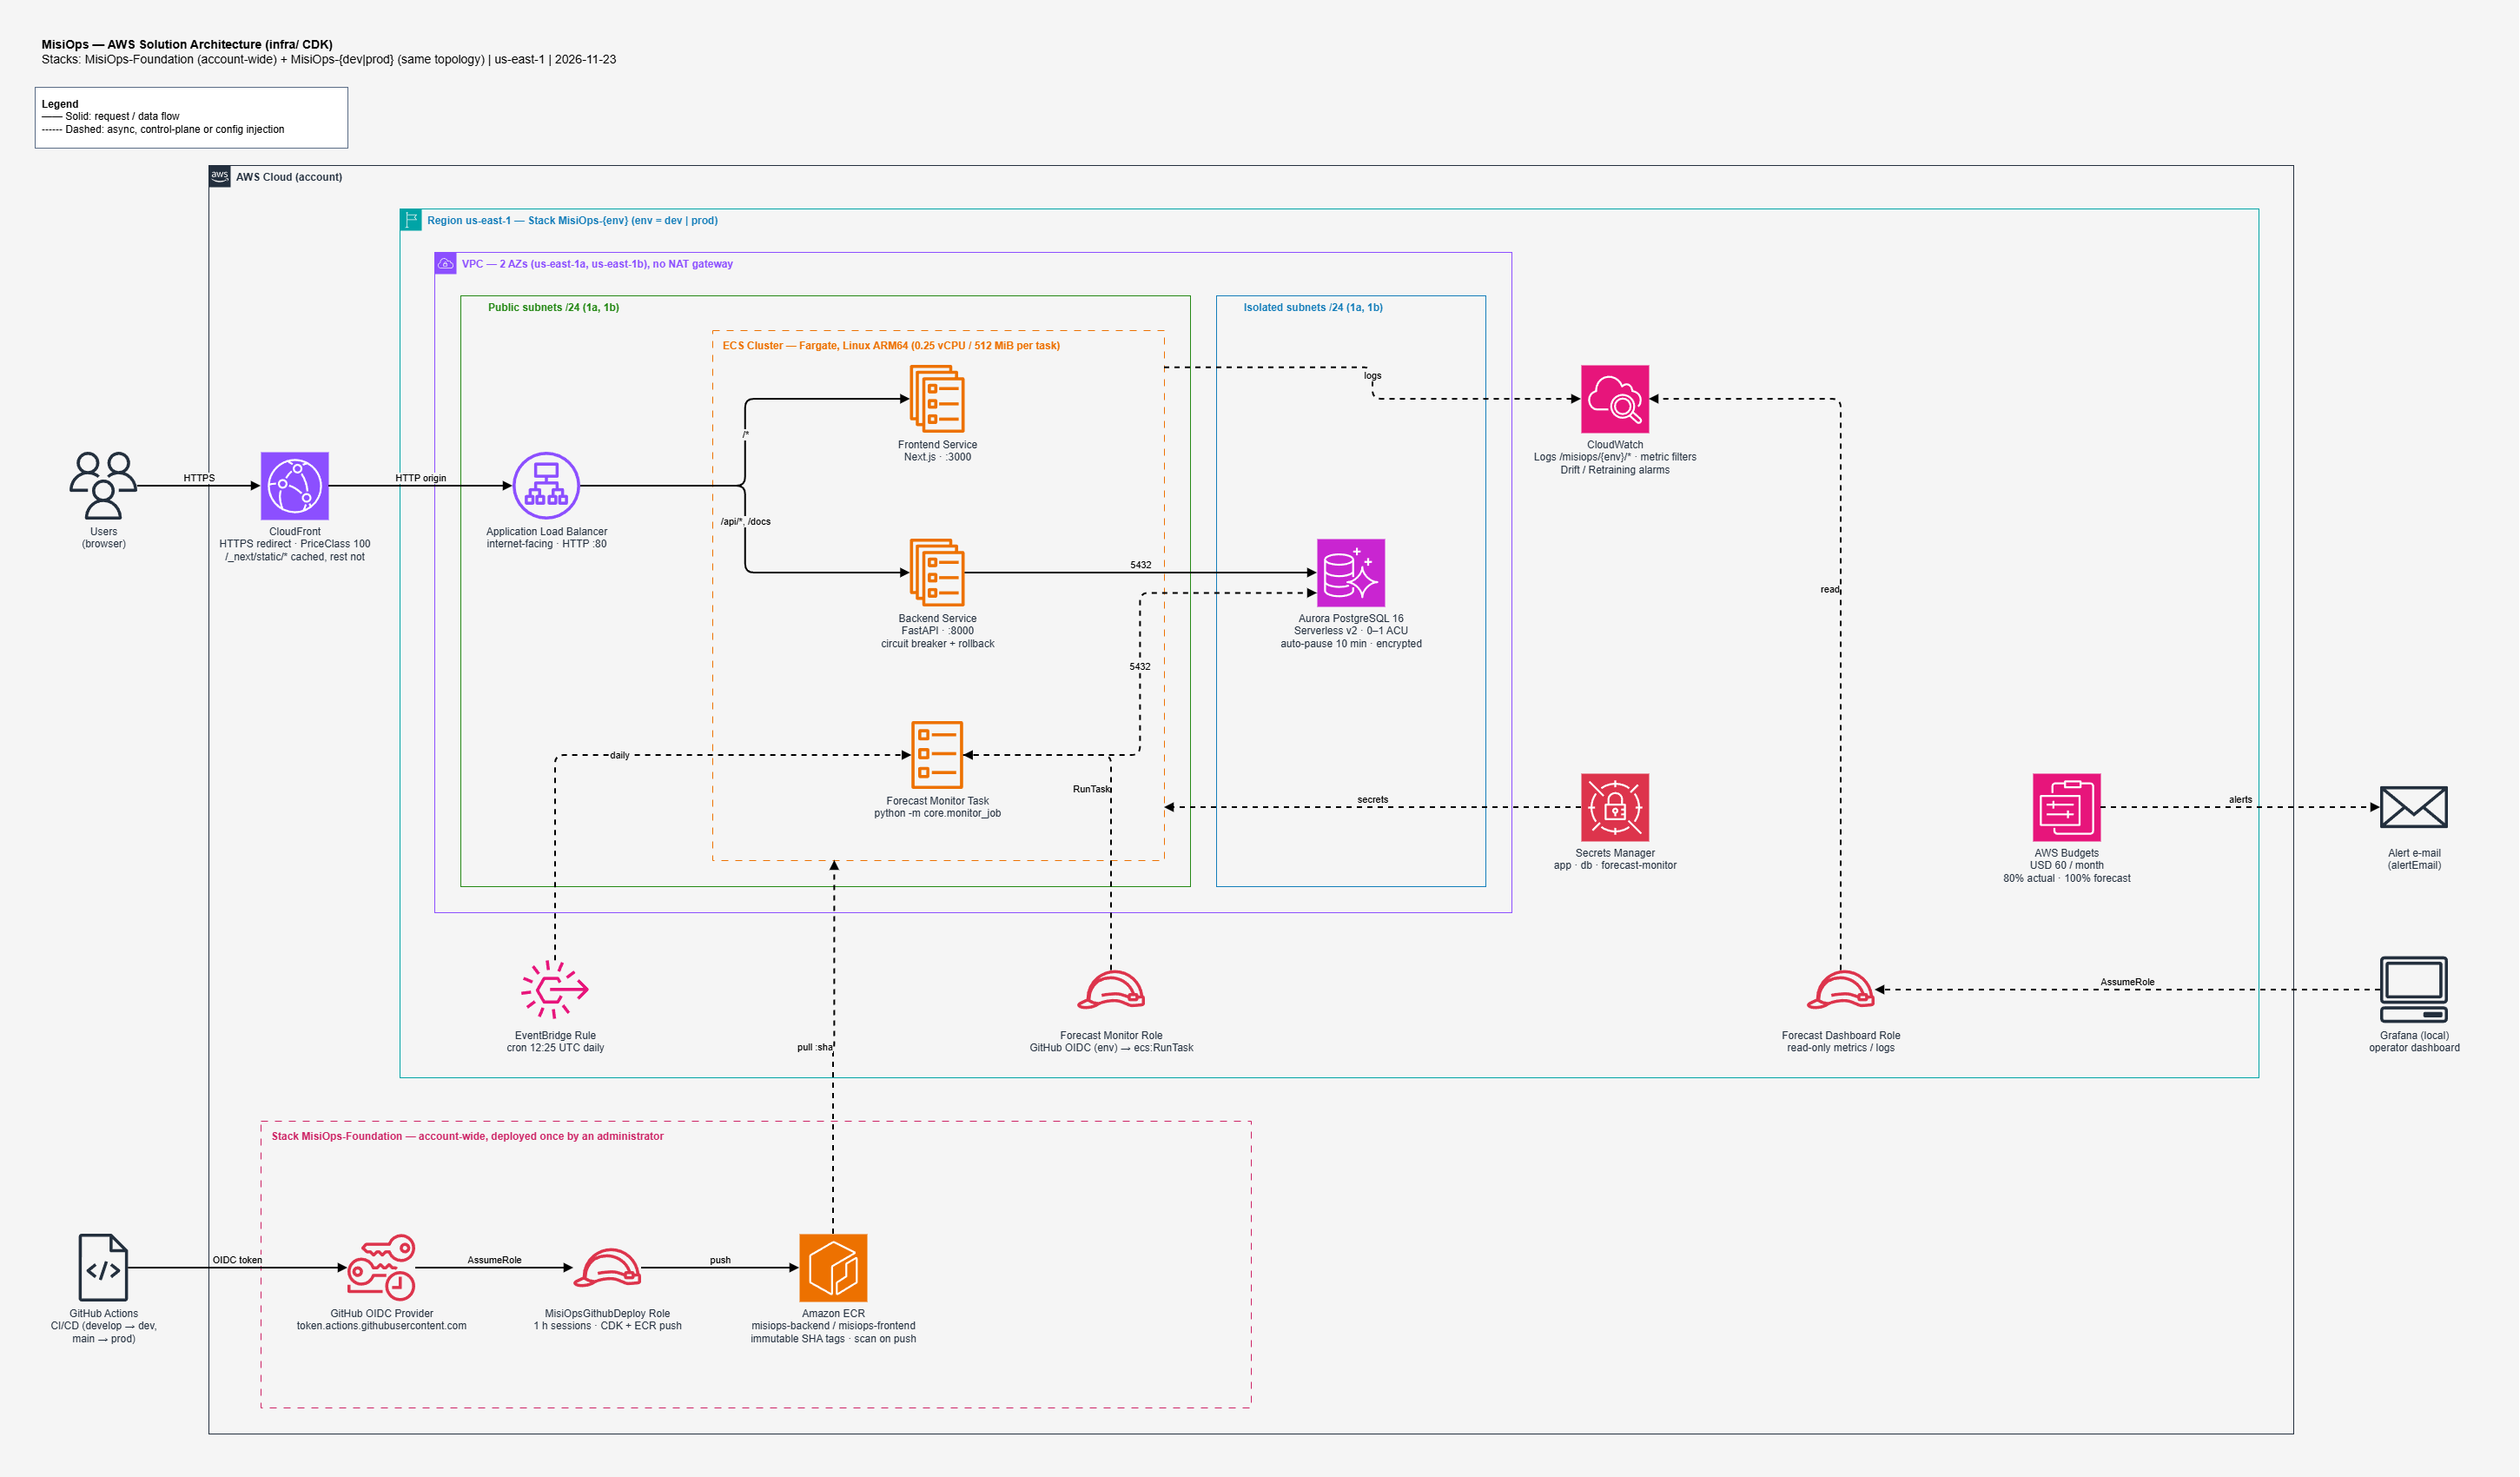 MisiOps — AWS Solution Architecture (infra/ CDK)
Stacks: MisiOps-Foundation (account-wide) + MisiOps-{dev|prod} (same topology) | us-east-1 | 2026-11-23
Legend
—— Solid: request / data flow
------ Dashed: async, control-plane or config injection
aws
AWS Cloud (account)
Region us-east-1 — Stack MisiOps-{env} (env = dev | prod)
VPC — 2 AZs (us-east-1a, us-east-1b), no NAT gateway
Public subnets /24 (1a, 1b)
Isolated subnets /24 (1a, 1b)
ECS Cluster — Fargate, Linux ARM64 (0.25 vCPU / 512 MiB per task)
logs
/*
Frontend Service
Next.js · :3000
CloudWatch
Logs /misiops/{env}/* · metric filters
Drift / Retraining alarms
HTTPS
HTTP origin
Users
(browser)
CloudFront
HTTPS redirect · PriceClass 100
/_next/static/* cached, rest not
Application Load Balancer
internet-facing · HTTP :80
/api/*, /docs
5432
Backend Service
FastAPI · :8000
circuit breaker + rollback
Aurora PostgreSQL 16
Serverless v2 · 0–1 ACU
auto-pause 10 min · encrypted
read
5432
daily
RunTask
Forecast Monitor Task
python -m core.monitor_job
secrets
Secrets Manager
app · db · forecast-monitor
alerts
AWS Budgets
USD 60 / month
80% actual · 100% forecast
Alert e-mail
(alertEmail)
EventBridge Rule
cron 12:25 UTC daily
pull :sha
Forecast Monitor Role
GitHub OIDC (env) → ecs:RunTask
Forecast Dashboard Role
read-only metrics / logs
AssumeRole
Grafana (local)
operator dashboard
Stack MisiOps-Foundation — account-wide, deployed once by an administrator
OIDC token
AssumeRole
push
GitHub Actions
CI/CD (develop → dev,
main → prod)
GitHub OIDC Provider
token.actions.githubusercontent.com
MisiOpsGithubDeploy Role
1 h sessions · CDK + ECR push
Amazon ECR
misiops-backend / misiops-frontend
immutable SHA tags · scan on push